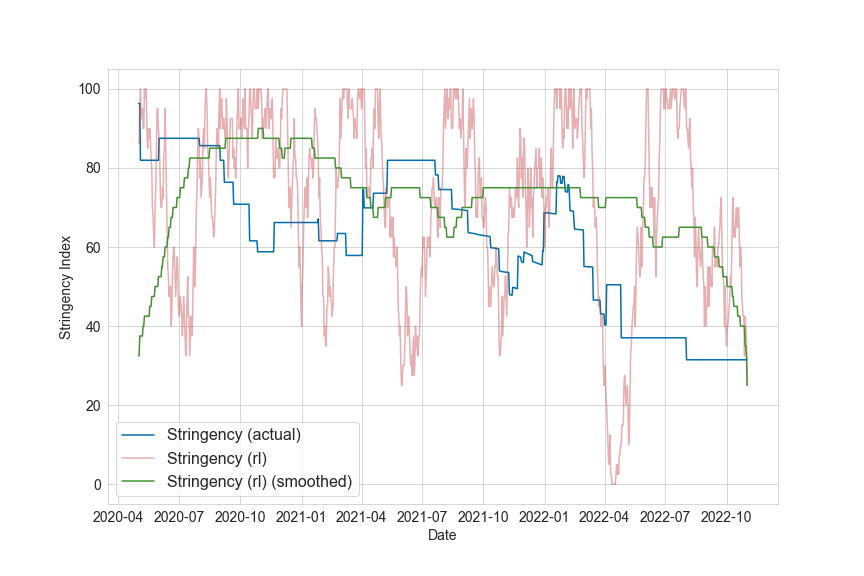 100
80
60
40
20
0
Stringency Index
Stringency (actual)
Stringency (rl)
Stringency (rl) (smoothed)
2020-04 2020-07 2020-10 2021-01 2021-04 2021-07 2021-10 2022-01 2022-04 2022-07 2022-10
Date